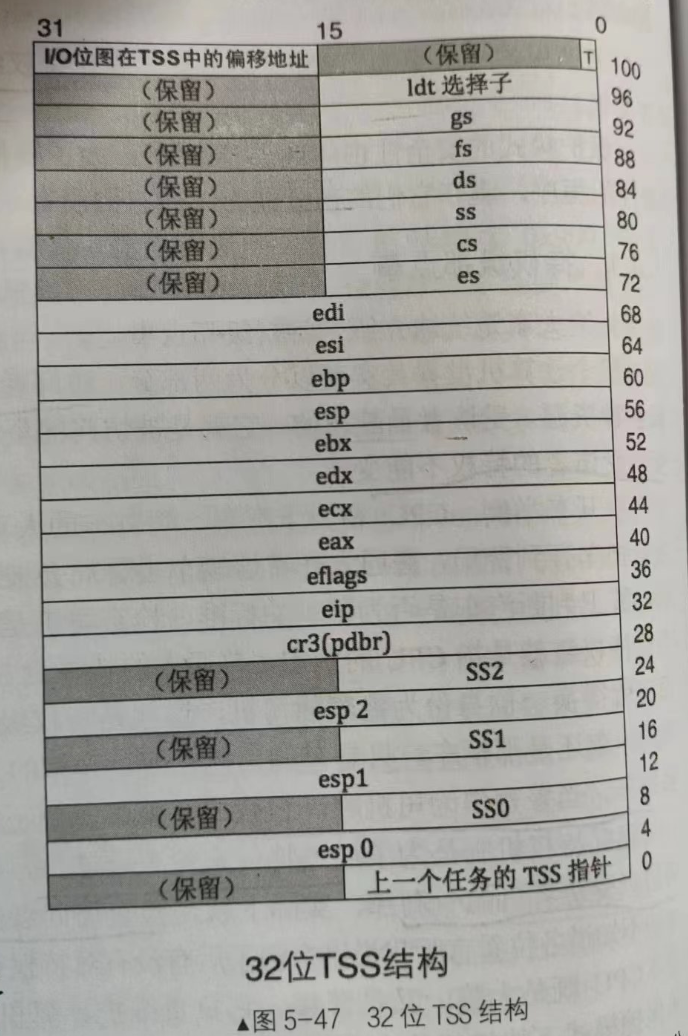 31 15 0
I/O位图在TSS中的偏移地址 (保留) T 100
(保留) ldt 选择子 96
(保留) gs 92
(保留) fs 88
(保留) ds 84
(保留) ss 80
(保留) cs 76
(保留) es 72
edi 68
esi 64
ebp 60
esp 56
ebx 52
edx 48
ecx 44
eax 40
eflags 36
eip 32
cr3(pdbr) 28
(保留) SS2 24
esp 2 20
(保留) SS1 16
esp1 12
(保留) SS0 8
esp 0 4
(保留) 上一个任务的 TSS 指针 0
32位TSS结构
▲图 5-47 32 位 TSS 结构